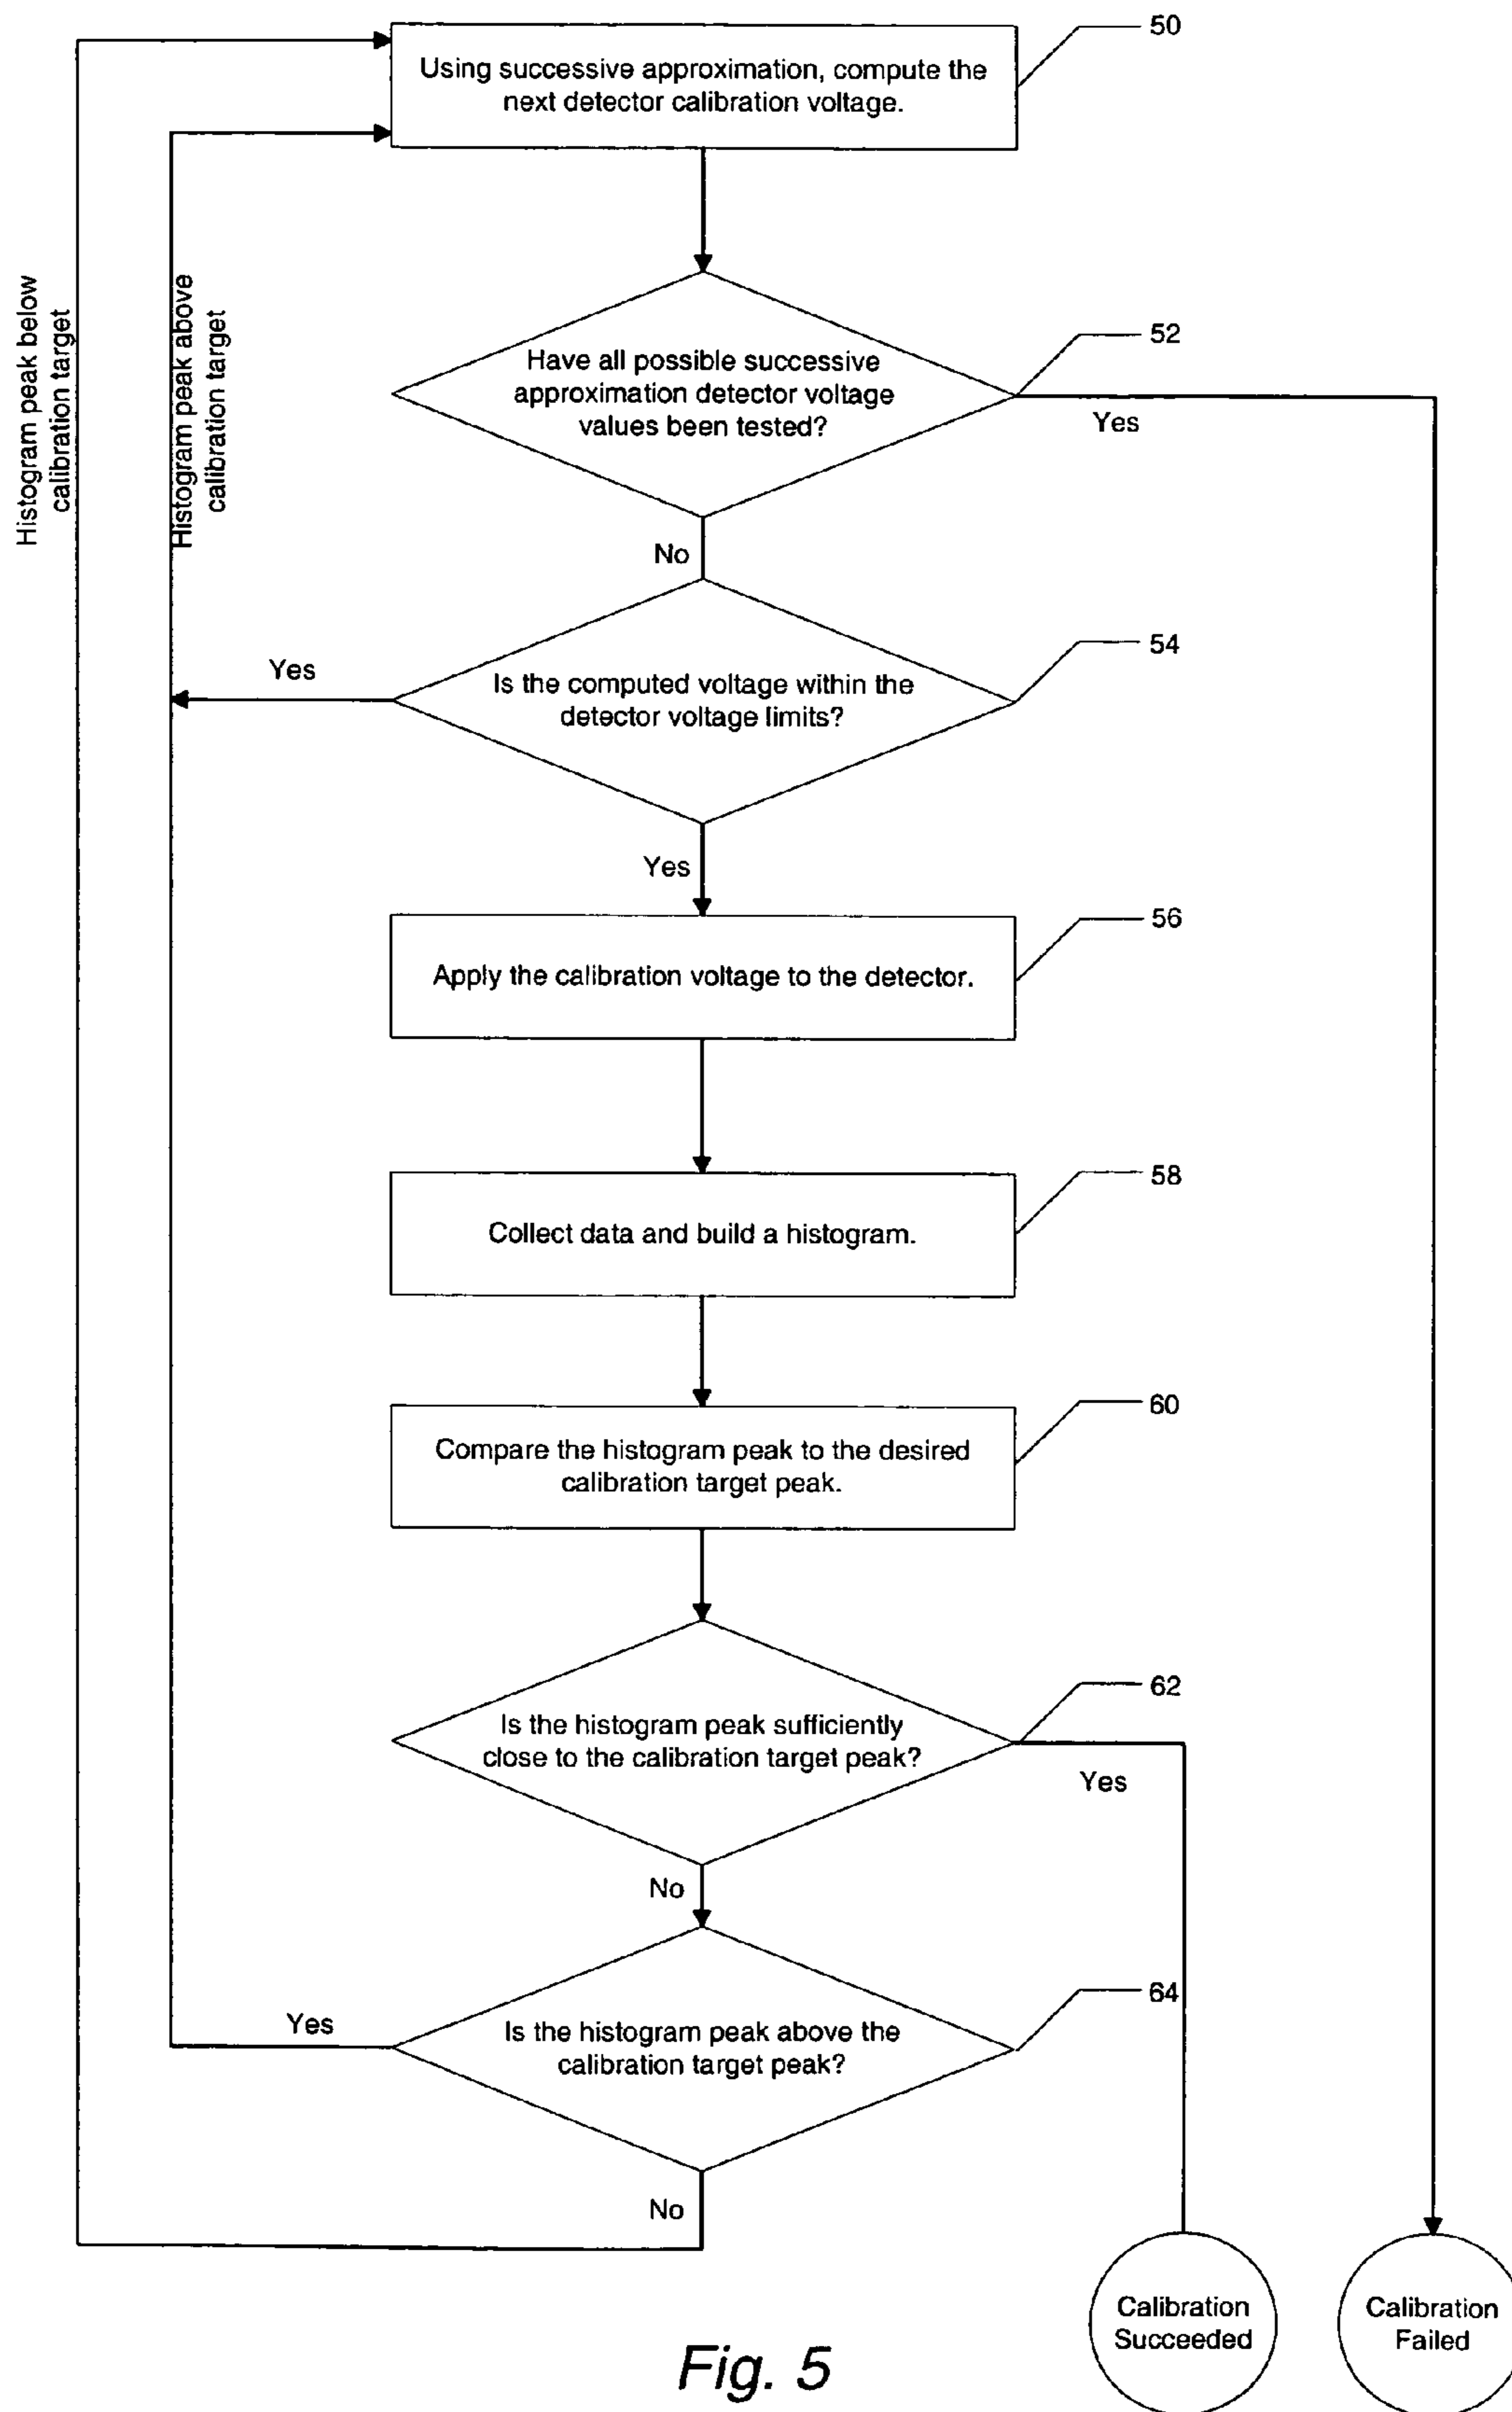 50
Using successive approximation, compute the
next detector calibration voltage.
Histogram peak below
calibration target
Histogram peak above
calibration target
52
Have all possible successive
approximation detector voltage
values been tested?
Yes
No
54
Yes
Is the computed voltage within the
detector voltage limits?
Yes
56
Apply the calibration voltage to the detector.
58
Collect data and build a histogram.
60
Compare the histogram peak to the desired
calibration target peak.
62
Is the histogram peak sufficiently
close to the calibration target peak?
Yes
No
64
Yes
Is the histogram peak above the
calibration target peak?
No
Calibration
Succeeded
Calibration
Failed
Fig. 5